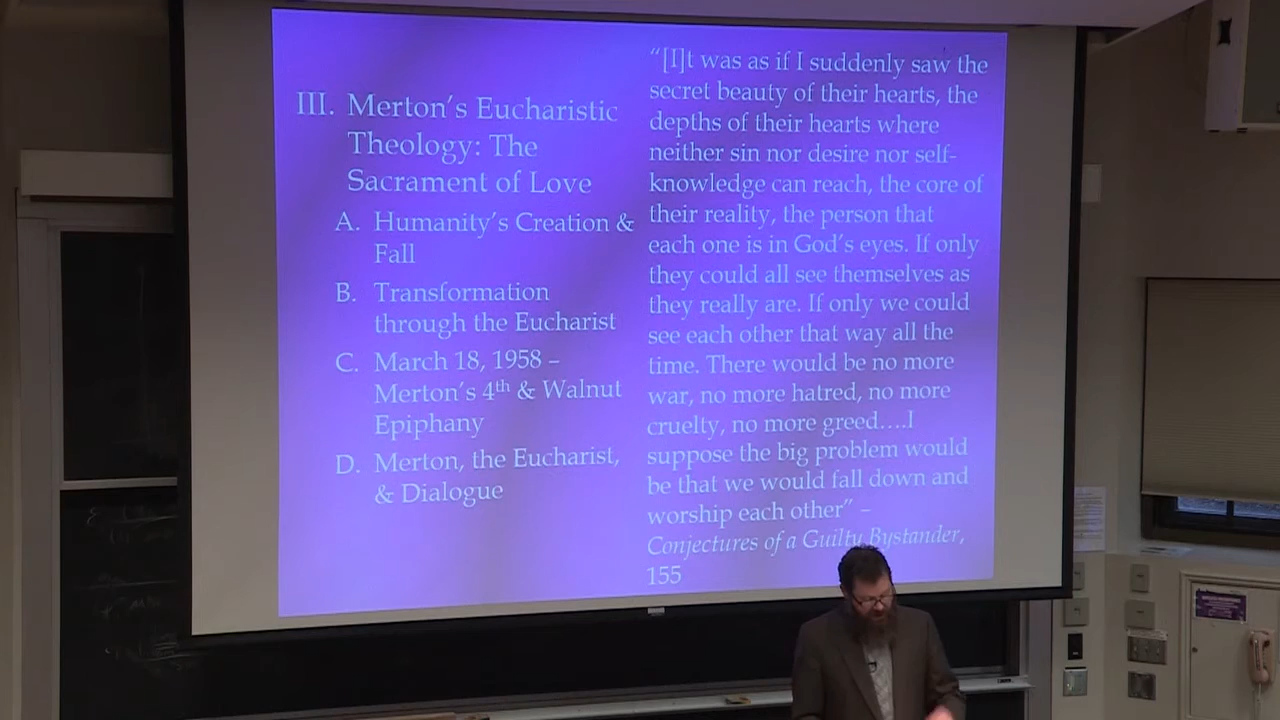 III. Merton's Eucharistic
Theology: The
Sacrament of Love
A. Humanity's Creation &
Fall
B. Transformation
through the Eucharist
C. March 18, 1958 –
Merton's 4th & Walnut
Epiphany
D. Merton, the Eucharist,
& Dialogue
“[I]t was as if I suddenly saw the
secret beauty of their hearts, the
depths of their hearts where
neither sin nor desire nor self-
knowledge can reach, the core of
their reality, the person that
each one is in God's eyes. If only
they could all see themselves as
they really are. If only we could
see each other that way all the
time. There would be no more
war, no more hatred, no more
cruelty, no more greed….I
suppose the big problem would
be that we would fall down and
worship each other” –
Conjectures of a Guilty Bystander,
155